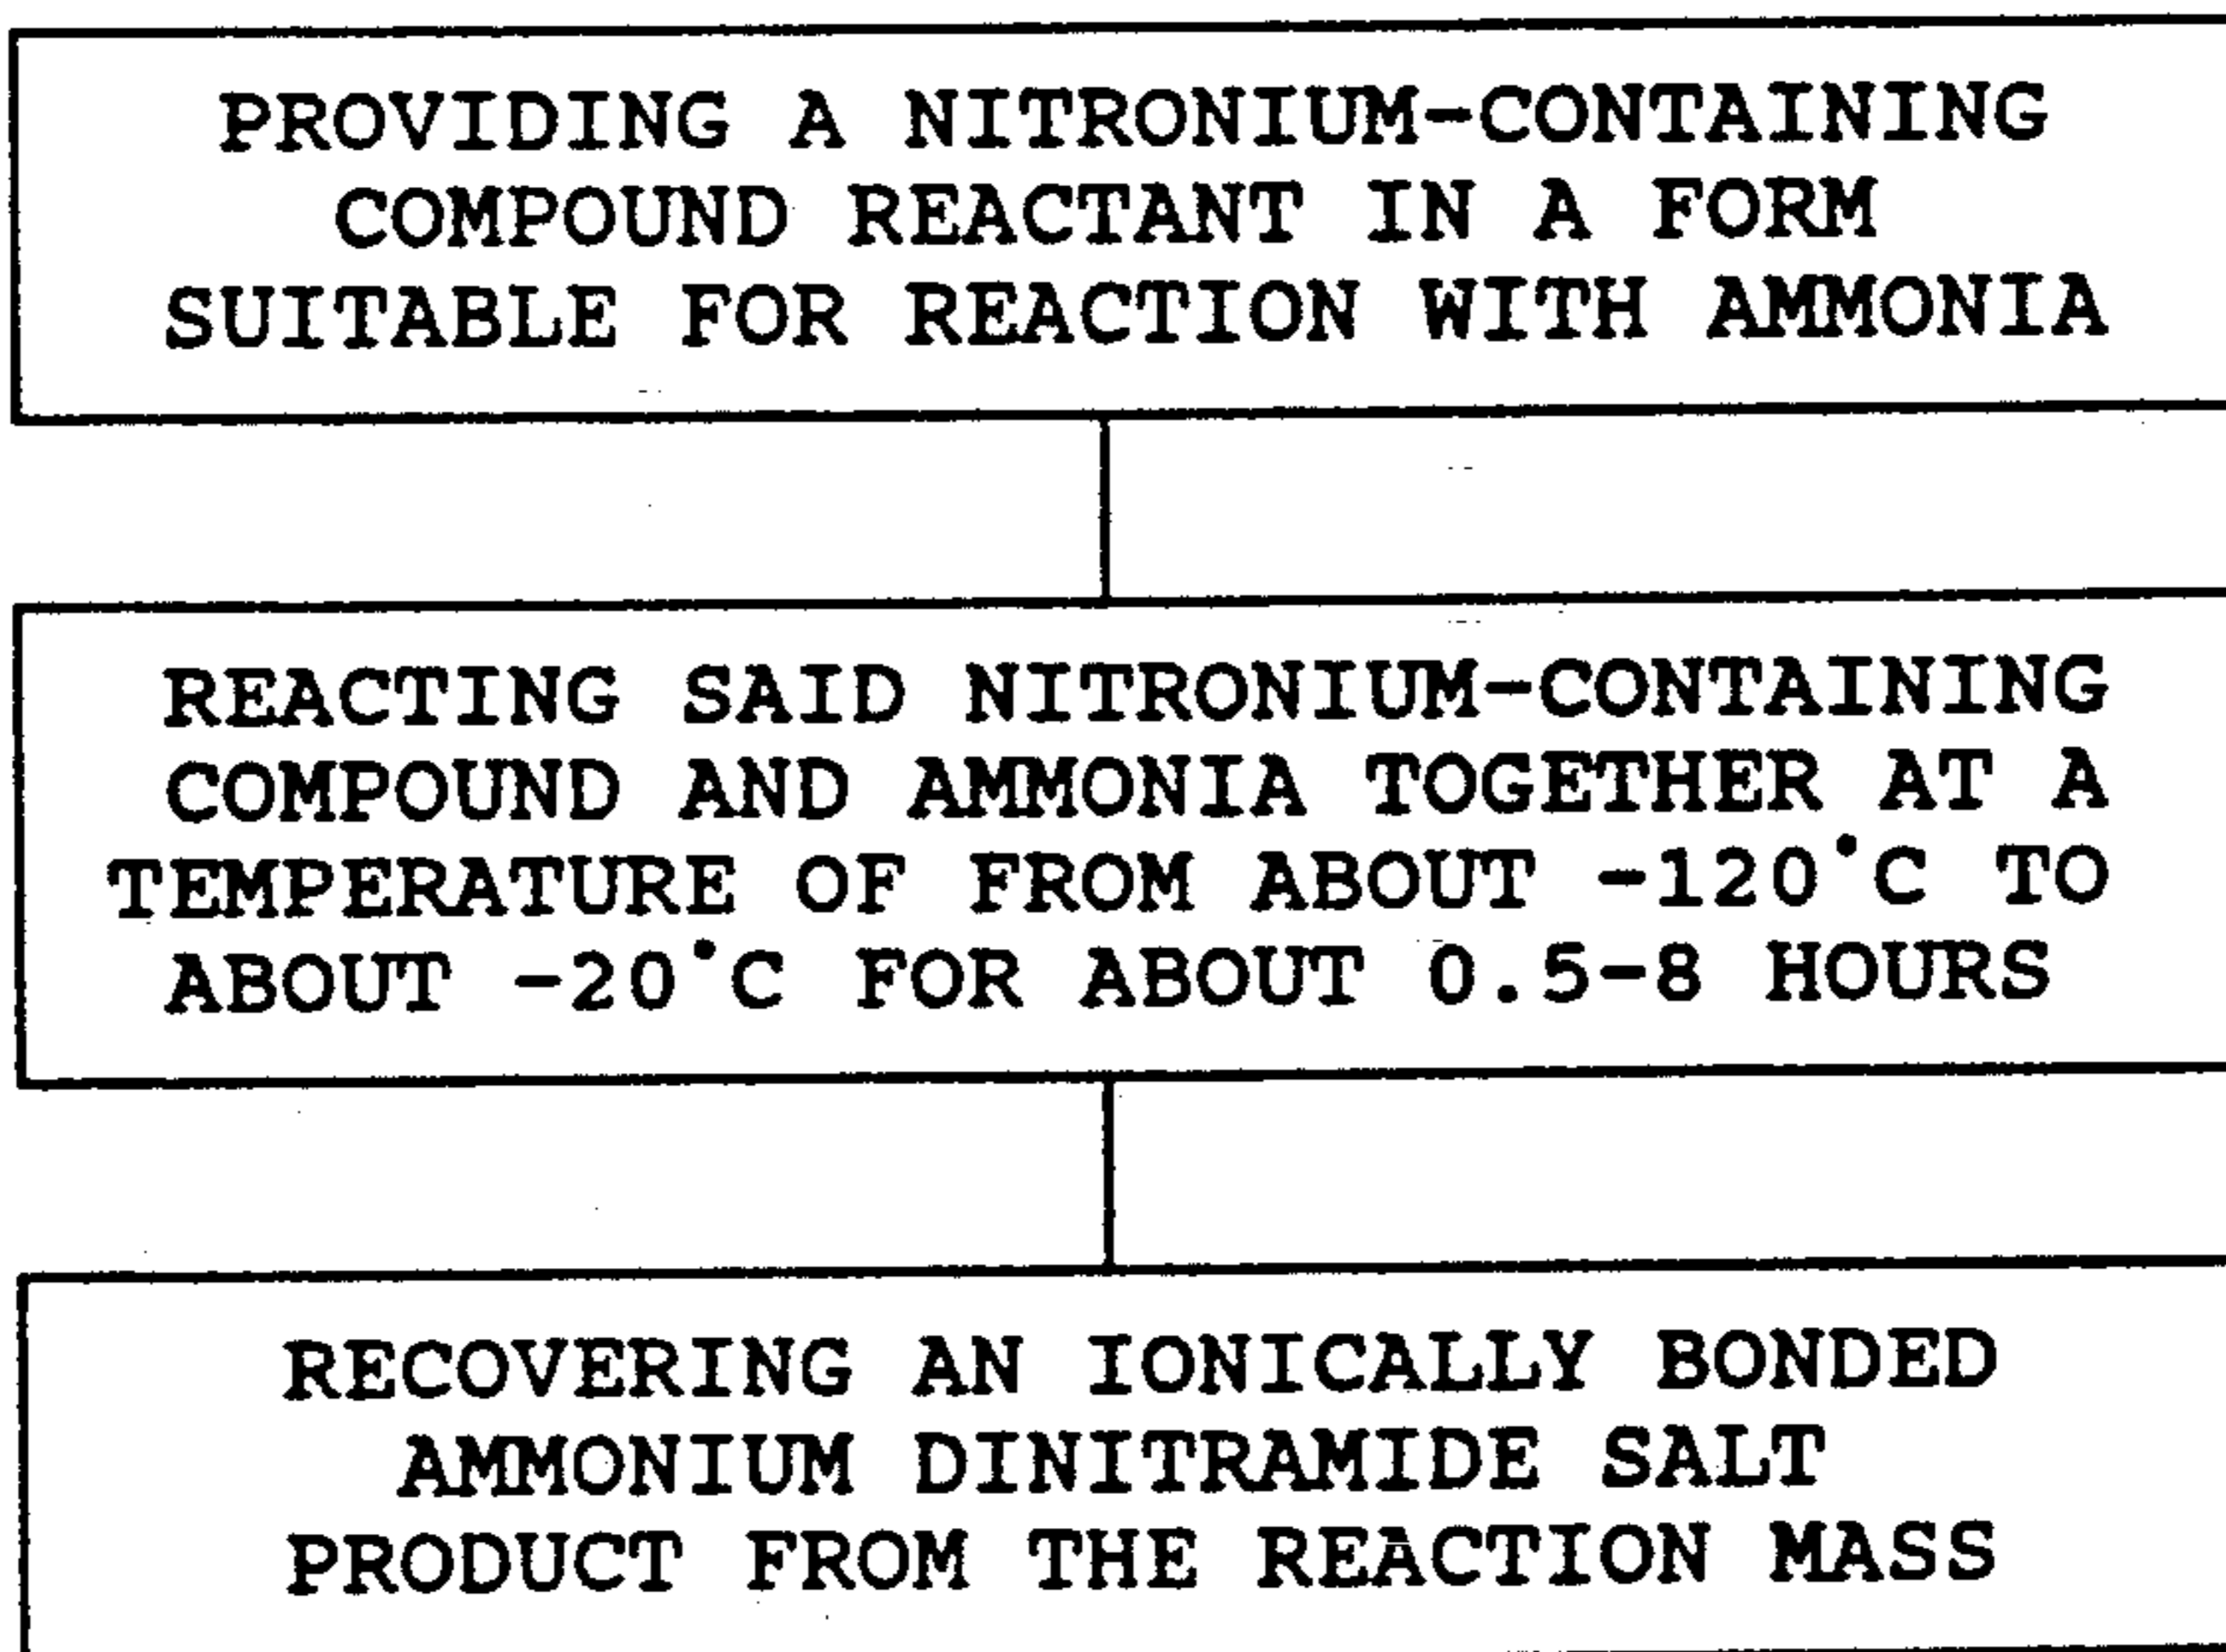 PROVIDING A NITRONIUM-CONTAINING
COMPOUND REACTANT IN A FORM
SUITABLE FOR REACTION WITH AMMONIA
REACTING SAID NITRONIUM-CONTAINING
COMPOUND AND AMMONIA TOGETHER AT A
TEMPERATURE OF FROM ABOUT -120°C TO
ABOUT -20°C FOR ABOUT 0.5-8 HOURS
RECOVERING AN IONICALLY BONDED
AMMONIUM DINITRAMIDE SALT
PRODUCT FROM THE REACTION MASS